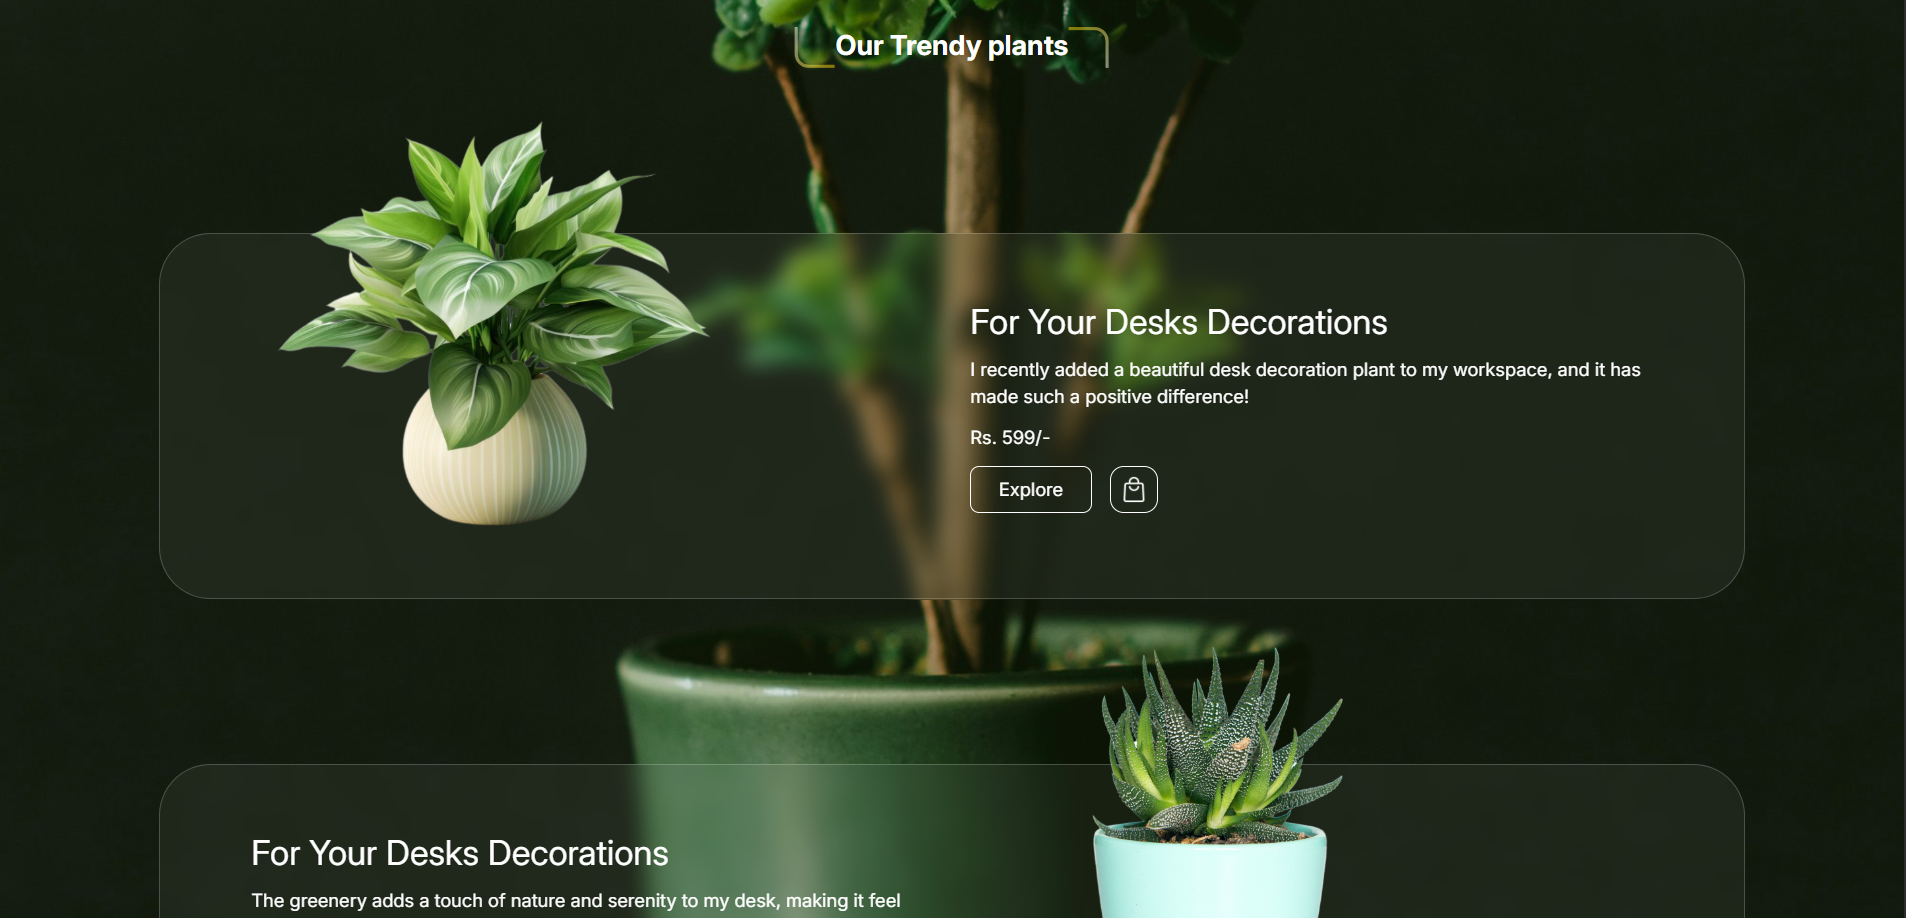 Our Trendy plants
For Your Desks Decorations
I recently added a beautiful desk decoration plant to my workspace, and it has
made such a positive difference!
Rs. 599/-
Explore
For Your Desks Decorations
The greenery adds a touch of nature and serenity to my desk, making it feel